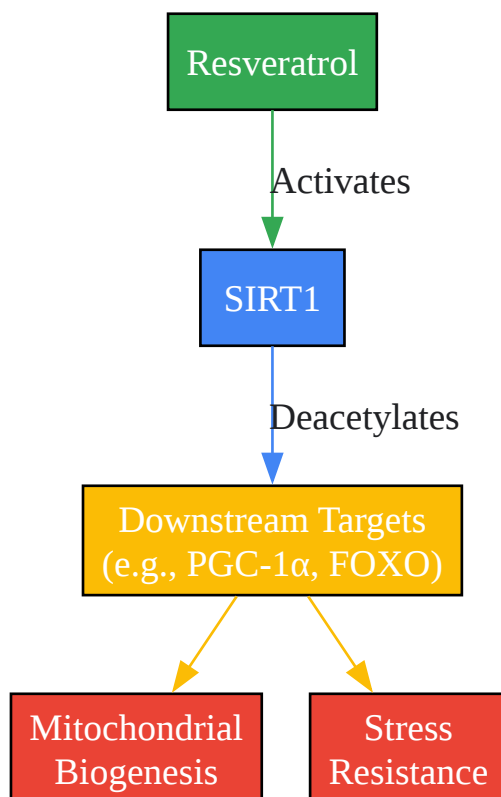 Resveratrol
Activates
SIRT1
Deacetylates
Downstream Targets
(e.g., PGC-1α, FOXO)
Mitochondrial
Biogenesis
Stress
Resistance